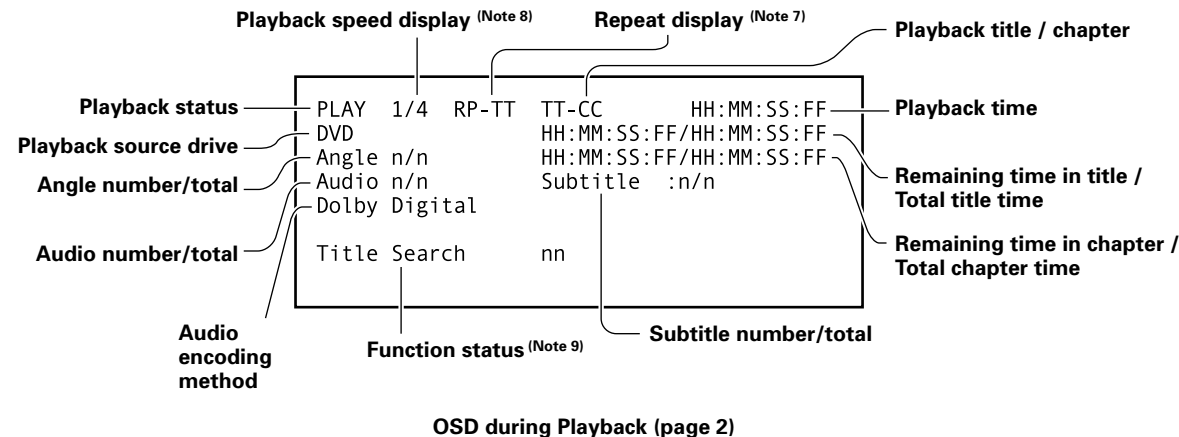 Playback speed display (Note 8)
Repeat display (Note 7)
Playback title / chapter
Playback status
PLAY 1/4 RP-TT TT-CC HH:MM:SS:FF
Playback time
Playback source drive
DVD HH:MM:SS:FF/HH:MM:SS:FF
Angle number/total
Angle n/n HH:MM:SS:FF/HH:MM:SS:FF
Audio n/n Subtitle :n/n
Remaining time in title /
Total title time
Dolby Digital
Audio number/total
Title Search nn
Remaining time in chapter /
Total chapter time
Audio
encoding
method
Function status (Note 9)
Subtitle number/total
OSD during Playback (page 2)